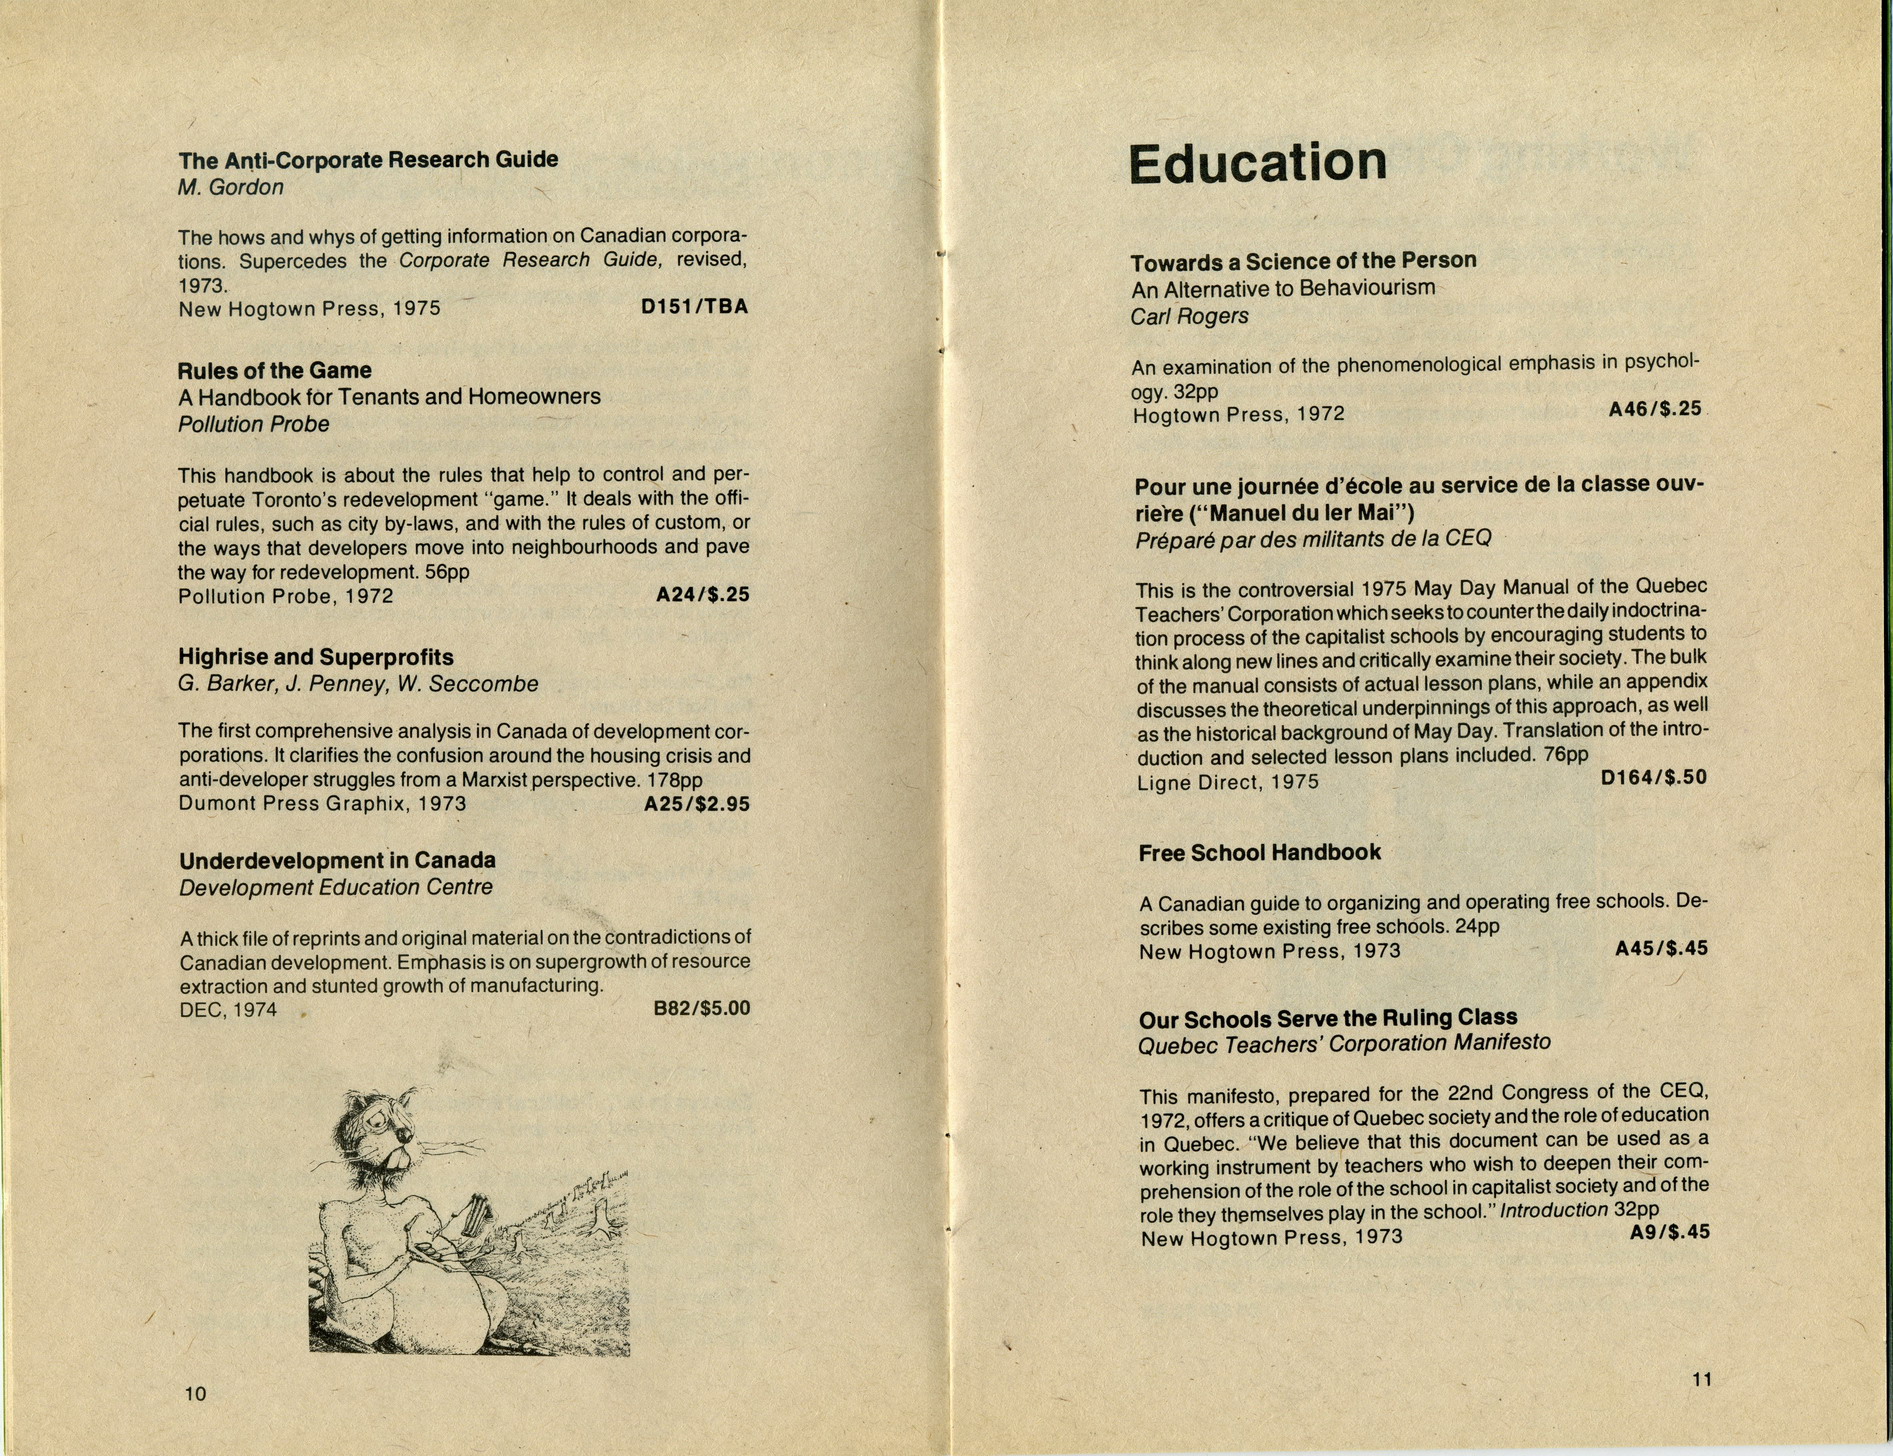 The Anti-Corporate Research Guide
M. Gordon
The hows and whys of getting information on Canadian corpora-
tions. Supercedes the Corporate Research Guide, revised,
1973.
New Hogtown Press, 1975 D151/TBA
Rules of the Game
A Handbook for Tenants and Homeowners
Pollution Probe
This handbook is about the rules that help to control and per-
petuate Toronto's redevelopment "game." It deals with the offi-
cial rules, such as city by-laws, and with the rules of custom, or
the ways that developers move into neighbourhoods and pave
the way for redevelopment. 56pp
Pollution Probe, 1972 A24/$.25
Highrise and Superprofits
G. Barker, J. Penney, W. Seccombe
The first comprehensive analysis in Canada of development cor-
porations. It clarifies the confusion around the housing crisis and
anti-developer struggles from a Marxist perspective. 178pp
Dumont Press Graphix, 1973 A25/$2.95
Underdevelopment in Canada
Development Education Centre
A thick file of reprints and original material on the contradictions of
Canadian development. Emphasis is on supergrowth of resource
extraction and stunted growth of manufacturing.
DEC, 1974 B82/$5.00
10
Education
Towards a Science of the Person
An Alternative to Behaviourism
Carl Rogers
An examination of the phenomenological emphasis in psychol-
ogy. 32pp
Hogtown Press, 1972 A46/$.25
Pour une journée d'école au service de la classe ouv-
rière ("Manuel du ler Mai")
Préparé par des militants de la CEQ
This is the controversial 1975 May Day Manual of the Quebec
Teachers' Corporation which seeks to counter the daily indoctrina-
tion process of the capitalist schools by encouraging students to
think along new lines and critically examine their society. The bulk
of the manual consists of actual lesson plans, while an appendix
discusses the theoretical underpinnings of this approach, as well
as the historical background of May Day. Translation of the intro-
duction and selected lesson plans included. 76pp
Ligne Direct, 1975 D164/$.50
Free School Handbook
A Canadian guide to organizing and operating free schools. De-
scribes some existing free schools. 24pp
New Hogtown Press, 1973 A45/$.45
Our Schools Serve the Ruling Class
Quebec Teachers' Corporation Manifesto
This manifesto, prepared for the 22nd Congress of the CEQ,
1972, offers a critique of Quebec society and the role of education
in Quebec. "We believe that this document can be used as a
working instrument by teachers who wish to deepen their com-
prehension of the role of the school in capitalist society and of the
role they themselves play in the school." Introduction 32pp
New Hogtown Press, 1973 A9/$.45
11